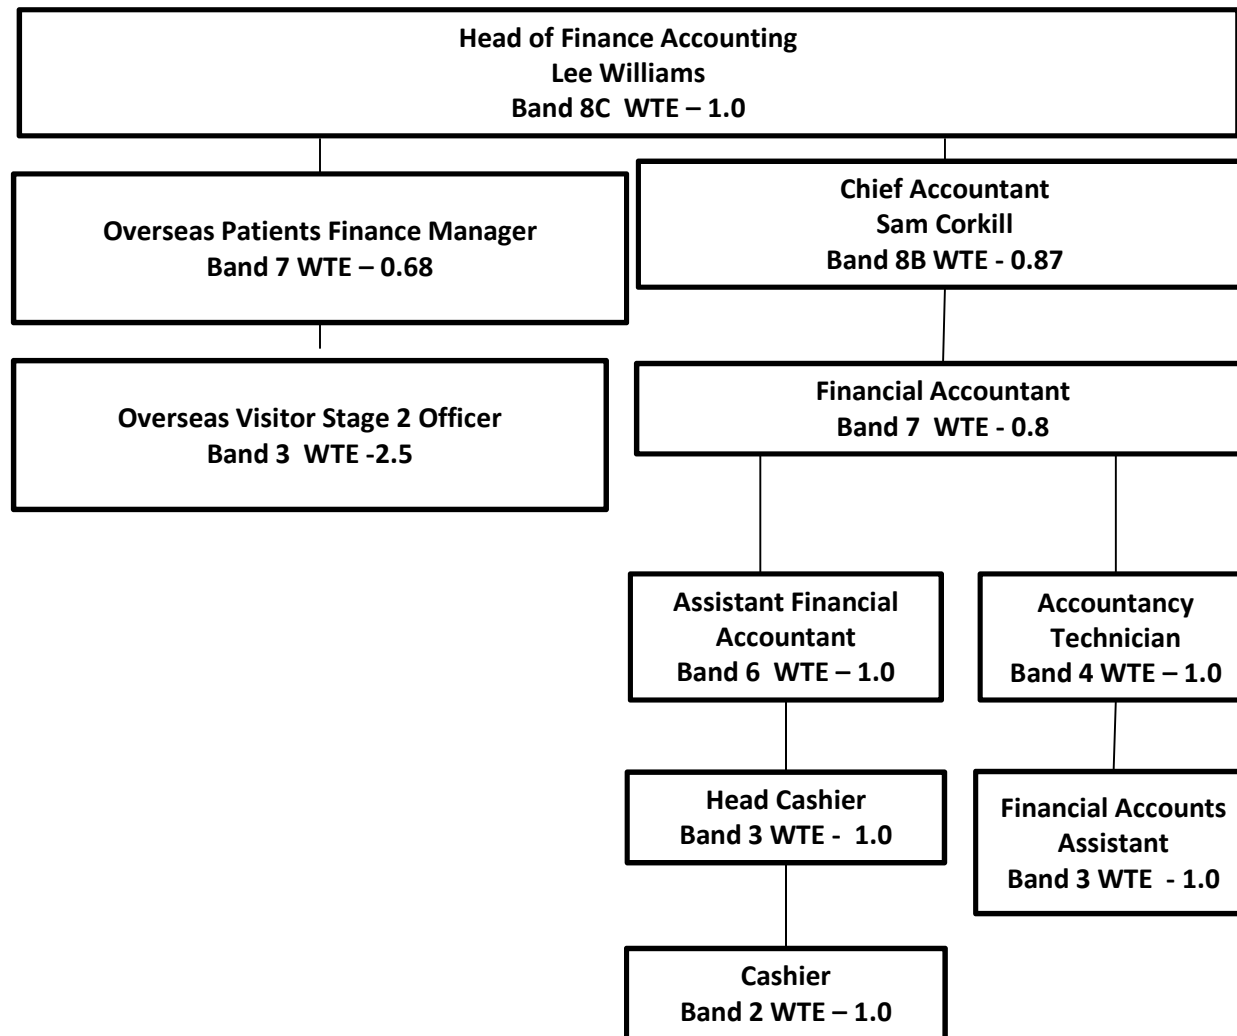 Head of Finance Accounting
Lee Williams
Band 8C  WTE – 1.0
Overseas Patients Finance Manager
Band 7 WTE – 0.68
Chief Accountant
Sam Corkill
Band 8B WTE - 0.87
Overseas Visitor Stage 2 Officer
Band 3  WTE -2.5
Financial Accountant
Band 7  WTE - 0.8
Assistant Financial
Accountant
Band 6  WTE – 1.0
Accountancy
Technician
Band 4 WTE – 1.0
Head Cashier
Band 3 WTE -  1.0
Financial Accounts
Assistant
Band 3 WTE  - 1.0
Cashier
Band 2 WTE – 1.0